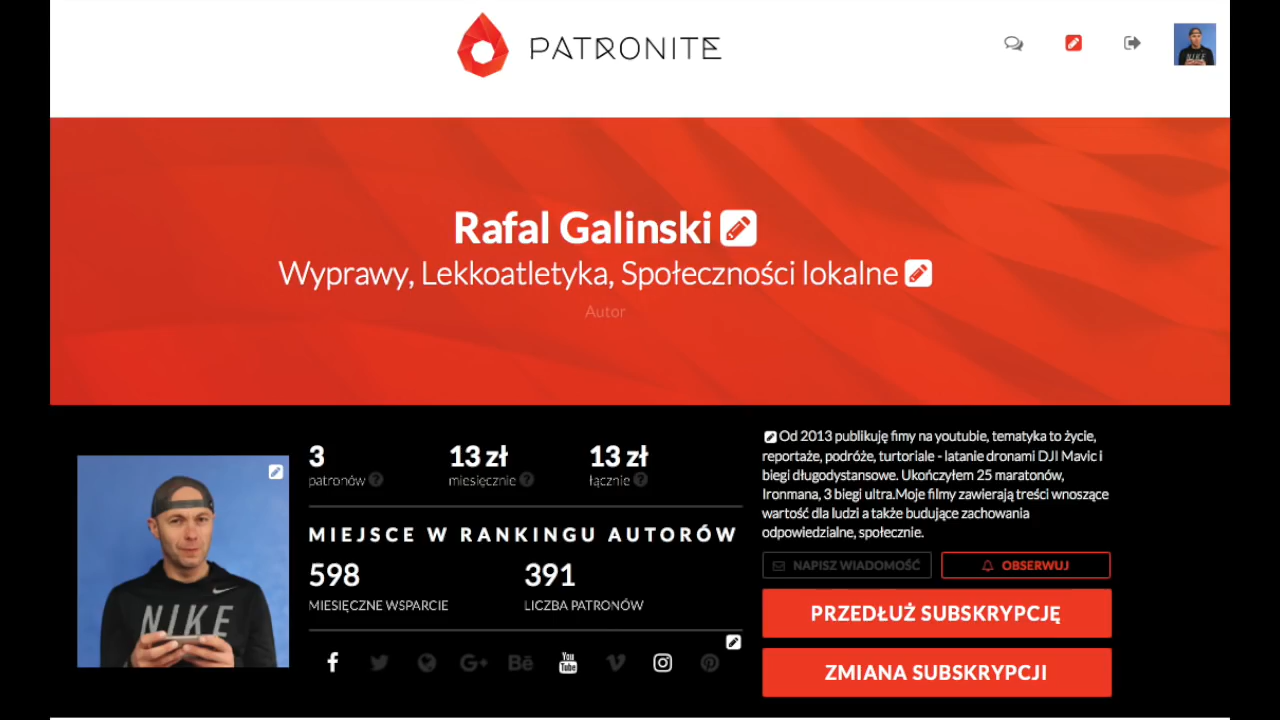 PATRONITE
Rafal Galinski
Wyprawy, Lekkoatletyka, Społeczności lokalne
Autor
3
patronów
13 zł
miesięcznie
13 zł
łącznie
MIEJSCE W RANKINGU AUTORÓW
598
MIESIĘCZNE WSPARCIE
391
LICZBA PATRONÓW
Od 2013 publikuję fimy na youtubie, tematyka to życie,
reportaże, podróże, turtoriale - latanie dronami DJI Mavic i
biegi długodystansowe. Ukończyłem 25 maratonów,
Ironmana, 3 biegi ultra.Moje filmy zawierają treści wnoszące
wartość dla ludzi a także budujące zachowania
odpowiedzialne, społecznie.
NAPISZ WIADOMOŚĆ
OBSERWUJ
PRZEDŁUŻ SUBSKRYPCJĘ
ZMIANA SUBSKRYPCJI
NIKE
f
G+
Bē
You
Tube